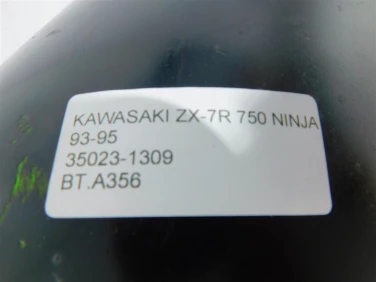 KAWASAKI ZX-7R 750 NINJA
93-95
35023-1309
BT.A356